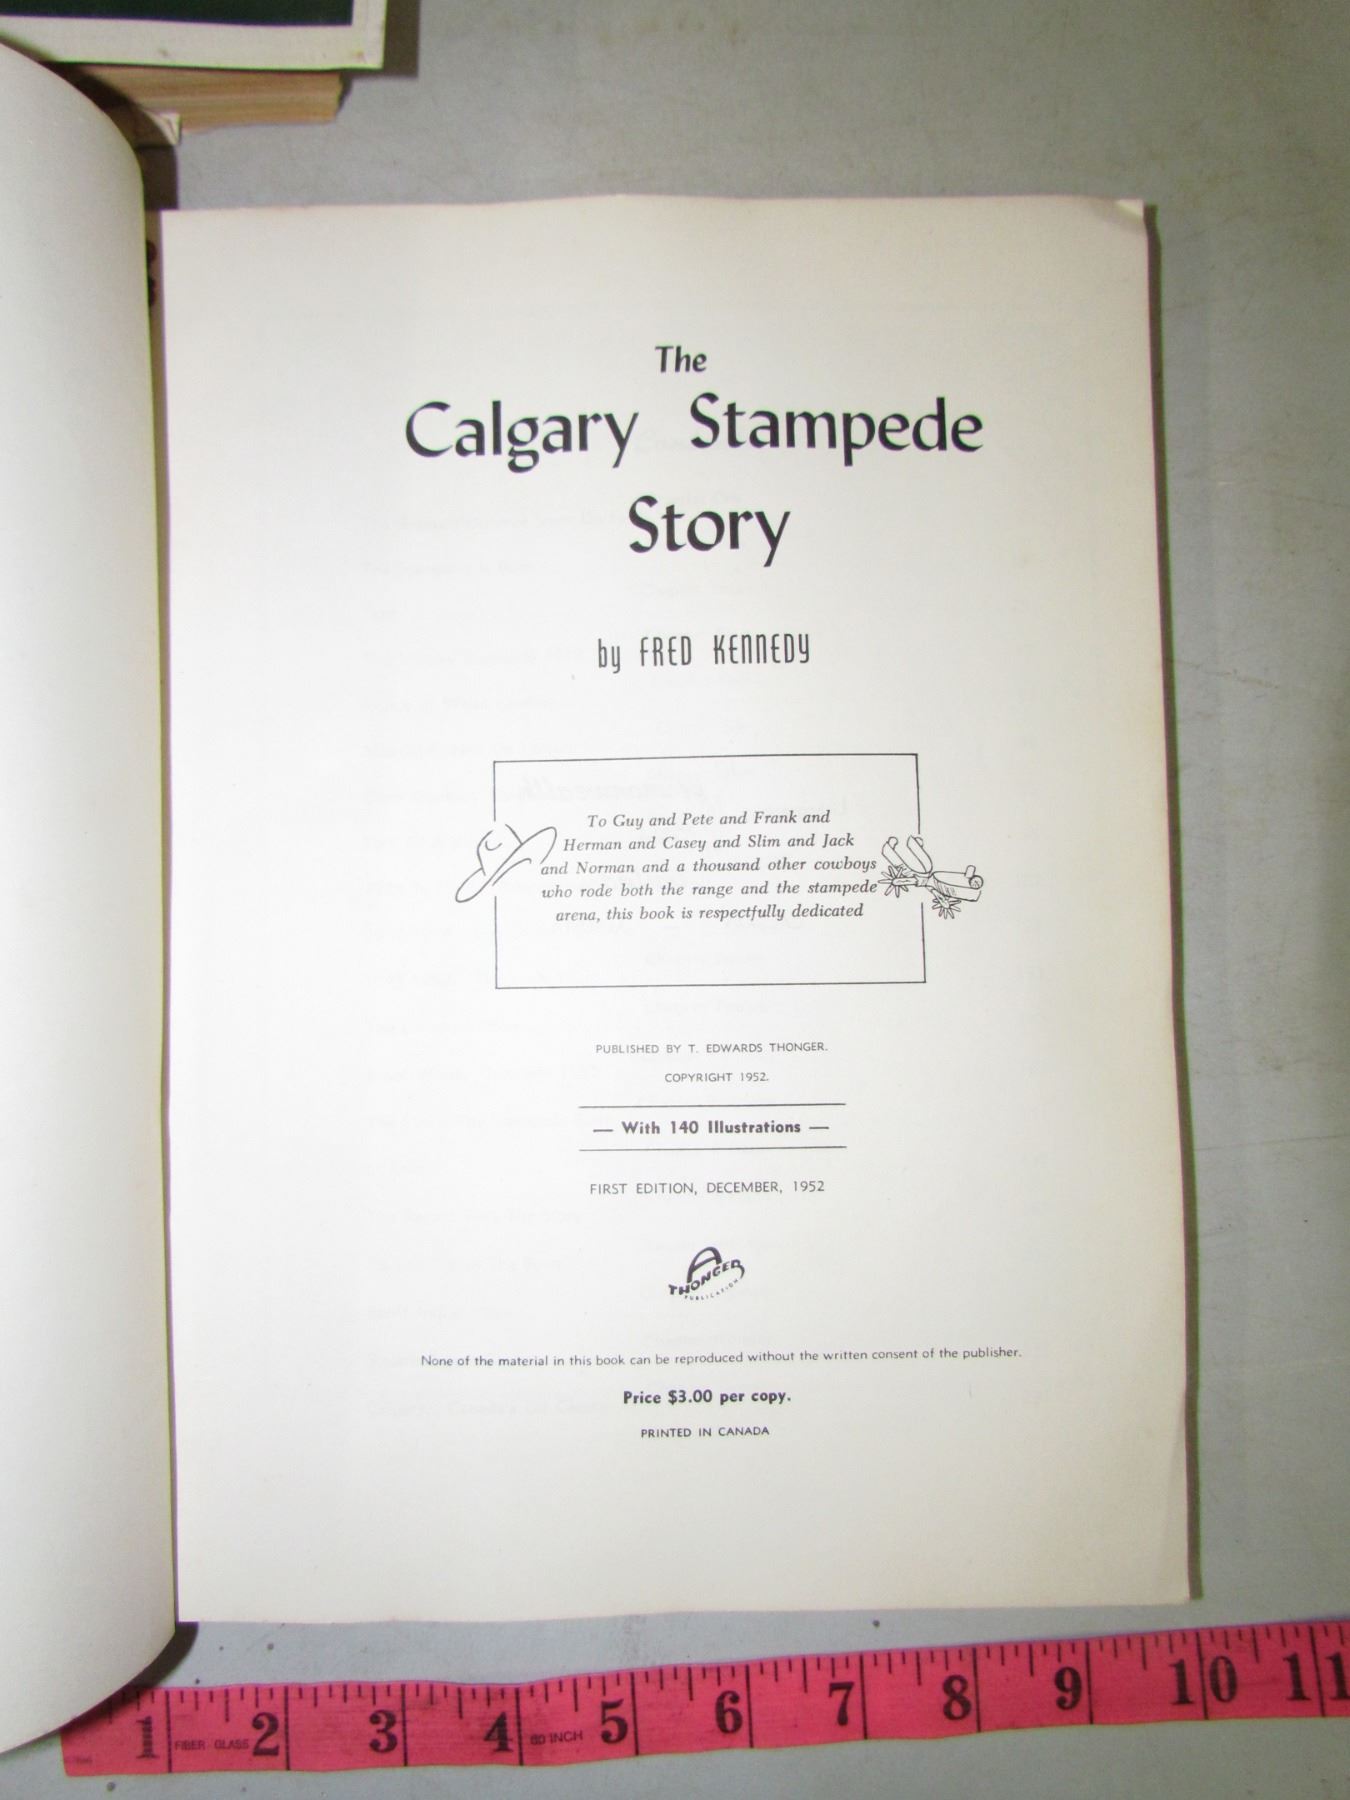 The
Calgary Stampede
Story
by FRED KENNEDY
To Guy and Pete and Frank and
Herman and Casey and Slim and Jack
and Norman and a thousand other cowboys
who rode both the range and the stampede
arena, this book is respectfully dedicated
PUBLISHED BY T. EDWARDS THONGER.
COPYRIGHT 1952.
— With 140 Illustrations —
FIRST EDITION, DECEMBER, 1952
A
THONGER
PUBLICATION
None of the material in this book can be reproduced without the written consent of the publisher.
Price $3.00 per copy.
PRINTED IN CANADA
1 2 3 4 5 6 7 8 9 10 11
FIBER GLASS 60 INCH